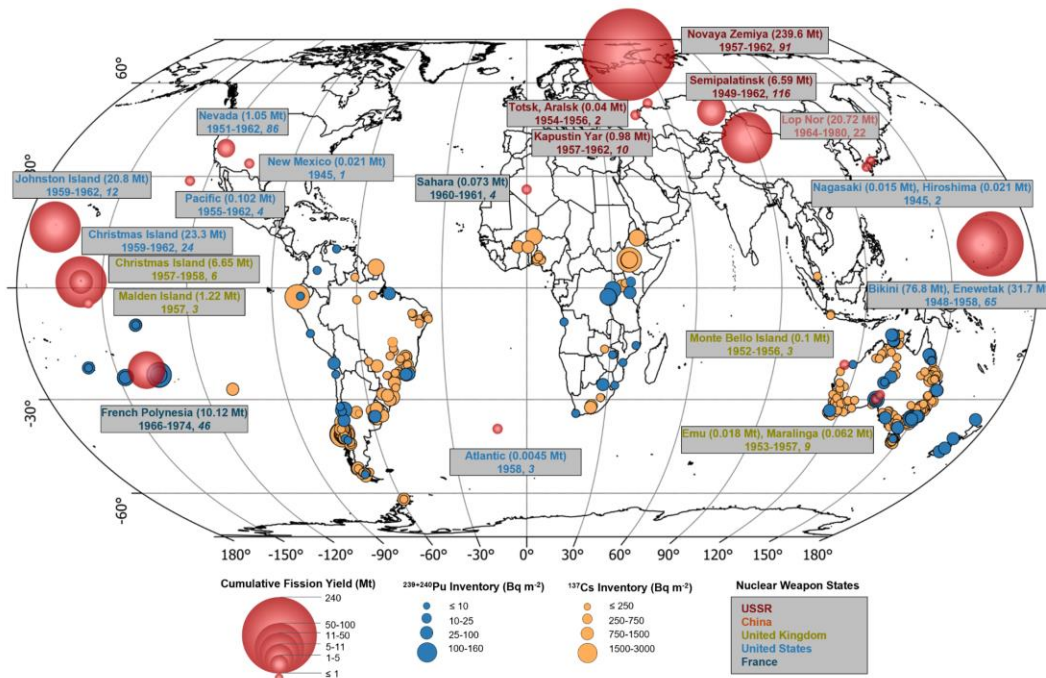 Novaya Zemiya (239.6 Mt)
1957-1962, 91
60°
60°
Semipalatinsk (6.59 Mt)
1949-1962, 116
Nevada (1.05 Mt)
1951-1962, 86
Totsk, Aralsk (0.04 Mt)
1954-1956, 2
Lop Nor (20.72 Mt)
1964-1980, 22
Kapustin Yar (0.98 Mt)
1957-1962, 10
New Mexico (0.021 Mt)
1945, 1
30°
Johnston Island (20.8 Mt)
1959-1962, 12
Sahara (0.073 Mt)
1960-1961, 4
Nagasaki (0.015 Mt), Hiroshima (0.021 Mt)
1945, 2
Pacific (0.102 Mt)
1955-1962, 4
Christmas Island (23.3 Mt)
1959-1962, 24
Christmas Island (6.65 Mt)
1957-1958, 6
Bikini (76.8 Mt), Enewetak (31.7 Mt)
1948-1958, 65
Malden Island (1.22 Mt)
1957, 3
Monte Bello Island (0.1 Mt)
1952-1956, 3
-30°
-30°
French Polynesia (10.12 Mt)
1966-1974, 46
Emu (0.018 Mt), Maralinga (0.062 Mt)
1953-1957, 9
Atlantic (0.0045 Mt)
1958, 3
-60°
-60°
180° -150° -120° -90° -60° -30° 0° 30° 60° 90° 120° 150° 180°
Cumulative Fission Yield (Mt)
240
50-100
11-50
5-11
1-5
≤ 1
²³⁹⁺²⁴⁰Pu Inventory (Bq m⁻²)
≤ 10
10-25
25-100
100-160
¹³⁷Cs Inventory (Bq m⁻²)
≤ 250
250-750
750-1500
1500-3000
Nuclear Weapon States
USSR
China
United Kingdom
United States
France